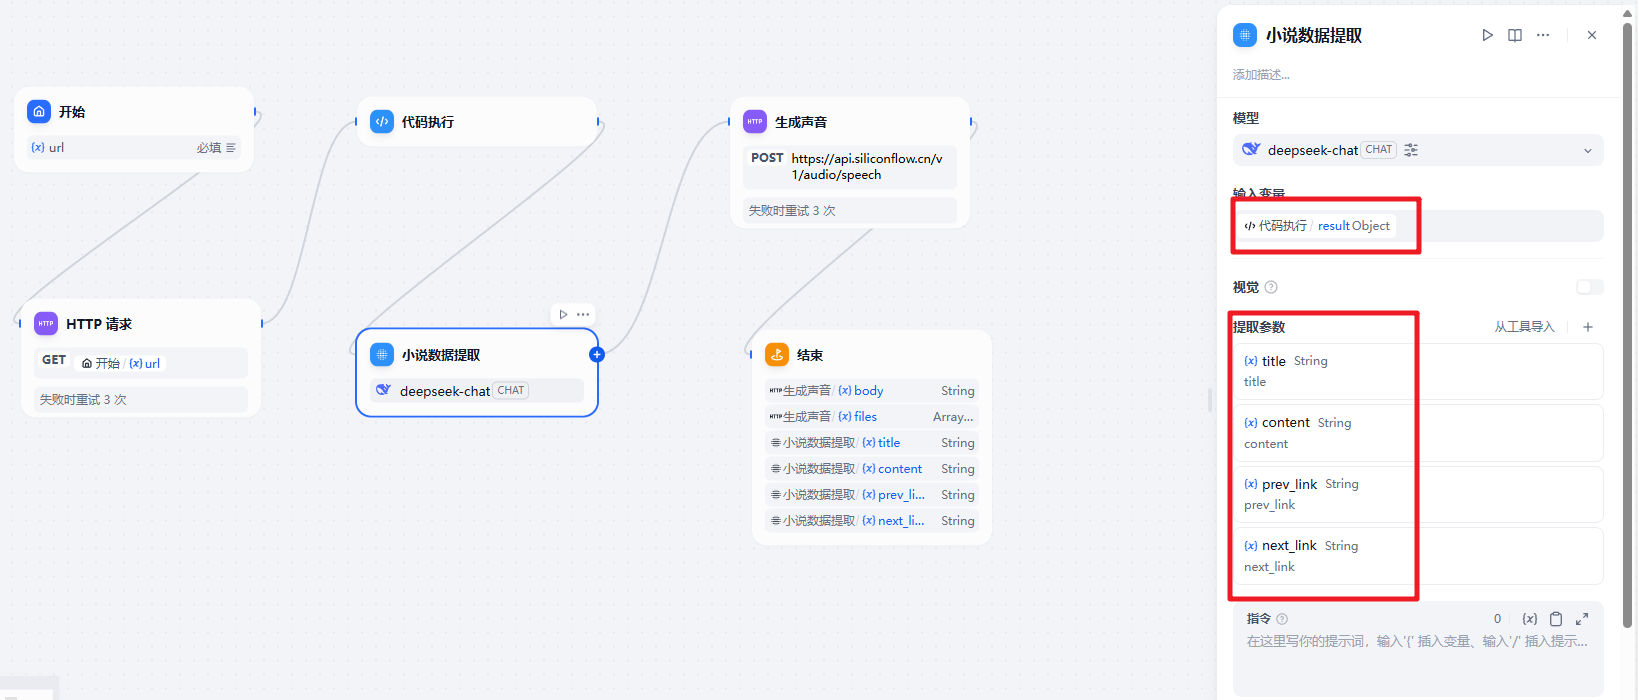 开始
url
必填
HTTP 请求
GET 开始 / {x} url
失败时重试 3 次
代码执行
小说数据提取
deepseek-chat CHAT
HTTP 生成声音
POST https://api.siliconflow.cn/v
1/audio/speech
失败时重试 3 次
结束
HTTP 生成声音 / {x} body String
HTTP 生成声音 / {x} files Array...
小说数据提取 / {x} title String
小说数据提取 / {x} content String
小说数据提取 / {x} prev_li... String
小说数据提取 / {x} next_li... String
小说数据提取
添加描述...
模型
deepseek-chat CHAT
输入变量
代码执行 / result Object
视觉
提取参数
从工具导入
{x} title String
title
{x} content String
content
{x} prev_link String
prev_link
{x} next_link String
next_link
指令
0 {x}
在这里写你的提示词，输入'{' 插入变量、输入'/' 插入提示...